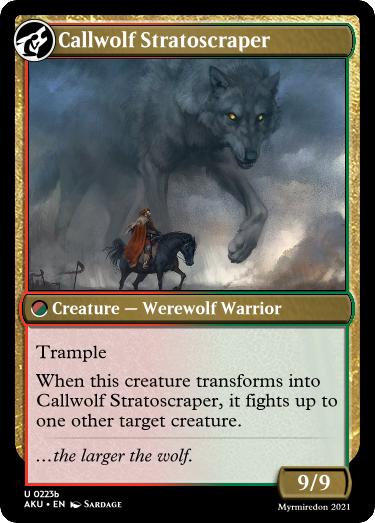 Callwolf Stratoscraper
Creature — Werewolf Warrior
Trample
When this creature transforms into
Callwolf Stratoscraper, it fights up to
one other target creature.
…the larger the wolf.
9/9
U 0223b
AKU • EN SARDAGE
Myrmiredon 2021